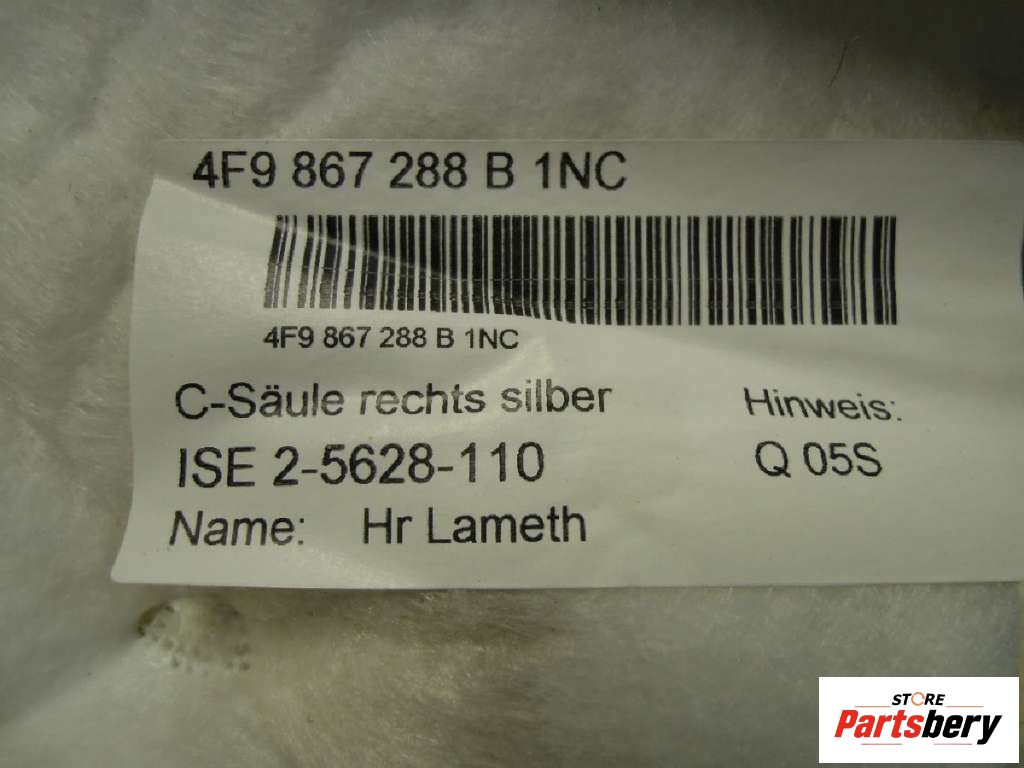 4F9 867 288 B 1NC
4F9 867 288 B 1NC
C-Säule rechts silber
Hinweis:
ISE 2-5628-110
Q 05S
Name: Hr Lameth
STORE
Partsbery